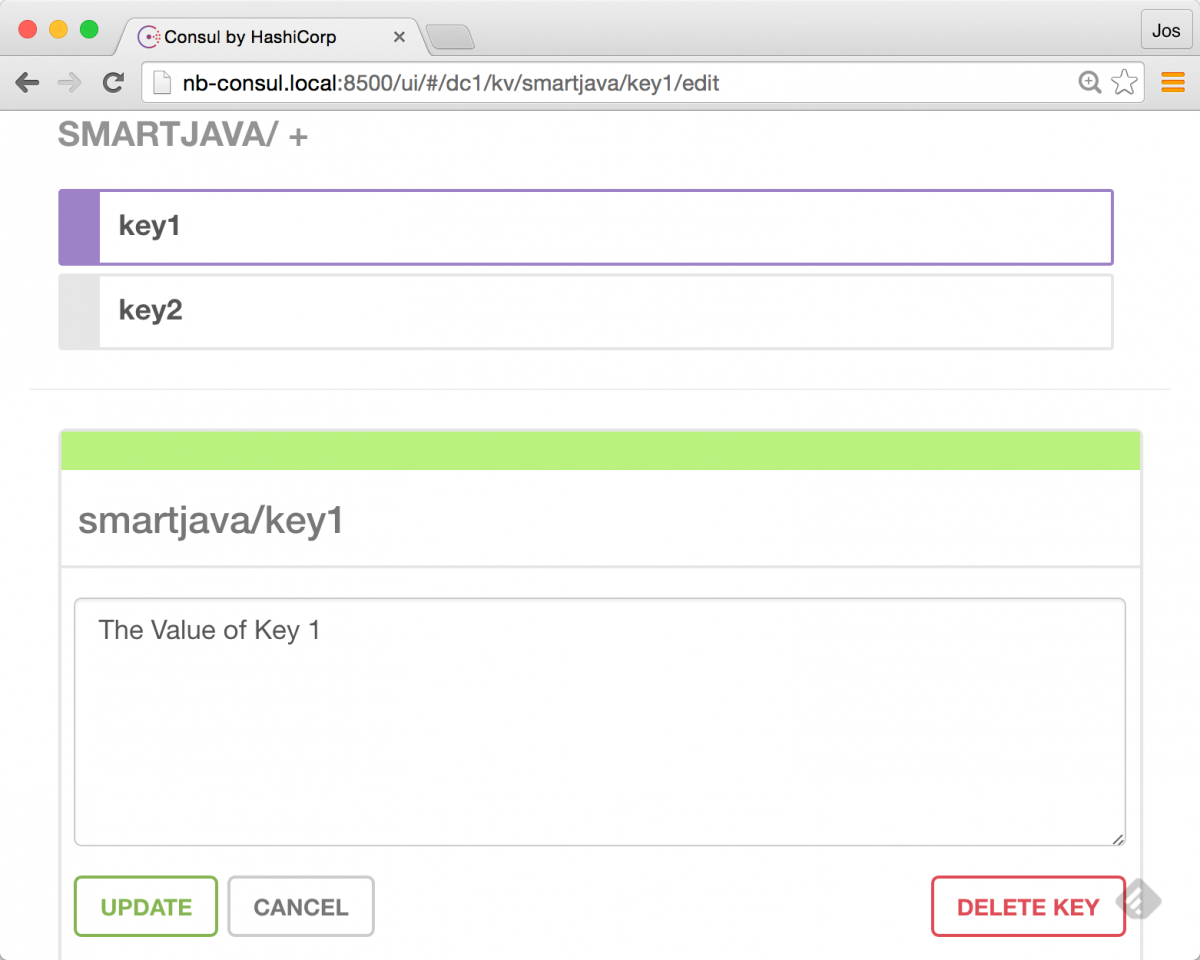 Consul by HashiCorp
Jos
nb-consul.local:8500/ui/#/dc1/kv/smartjava/key1/edit
SMARTJAVA/ +
key1
key2
smartjava/key1
The Value of Key 1
UPDATE CANCEL DELETE KEY